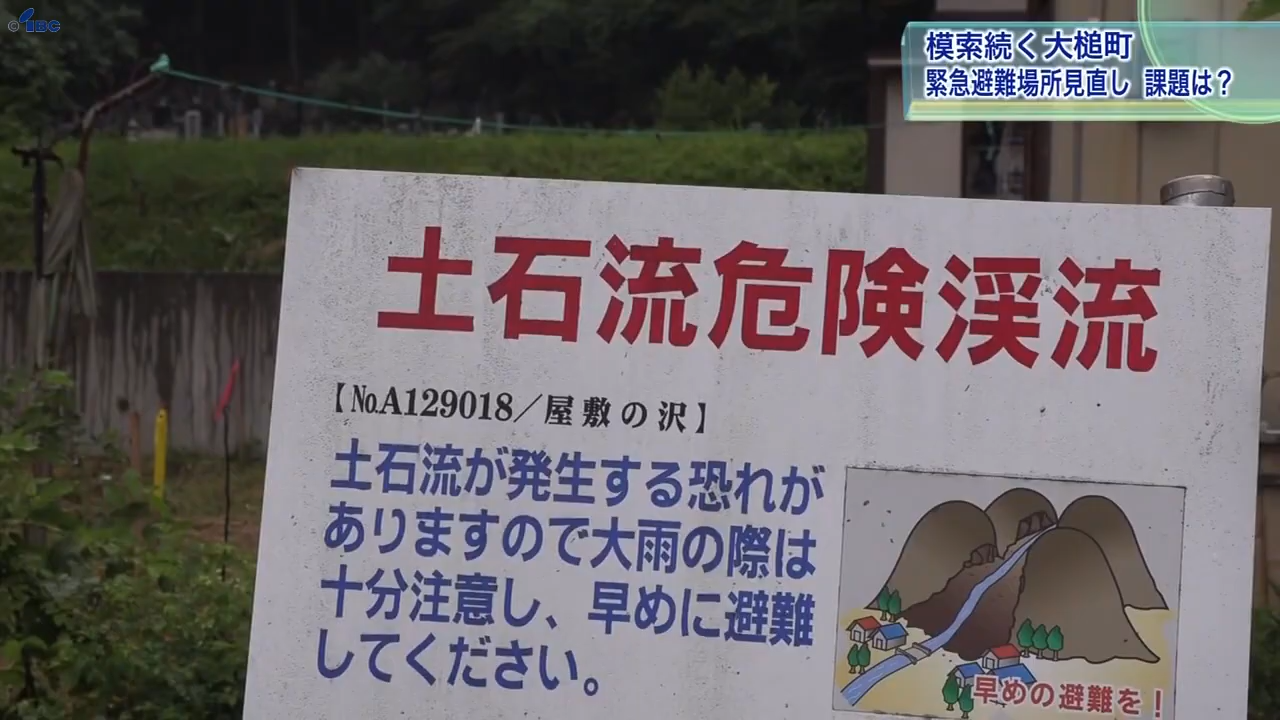 ©IBC
模索続く大槌町
緊急避難場所見直し 課題は？
土石流危険渓流
【№A129018／屋敷の沢】
土石流が発生する恐れが
ありますので大雨の際は
十分注意し、早めに避難
してください。
早めの避難を！